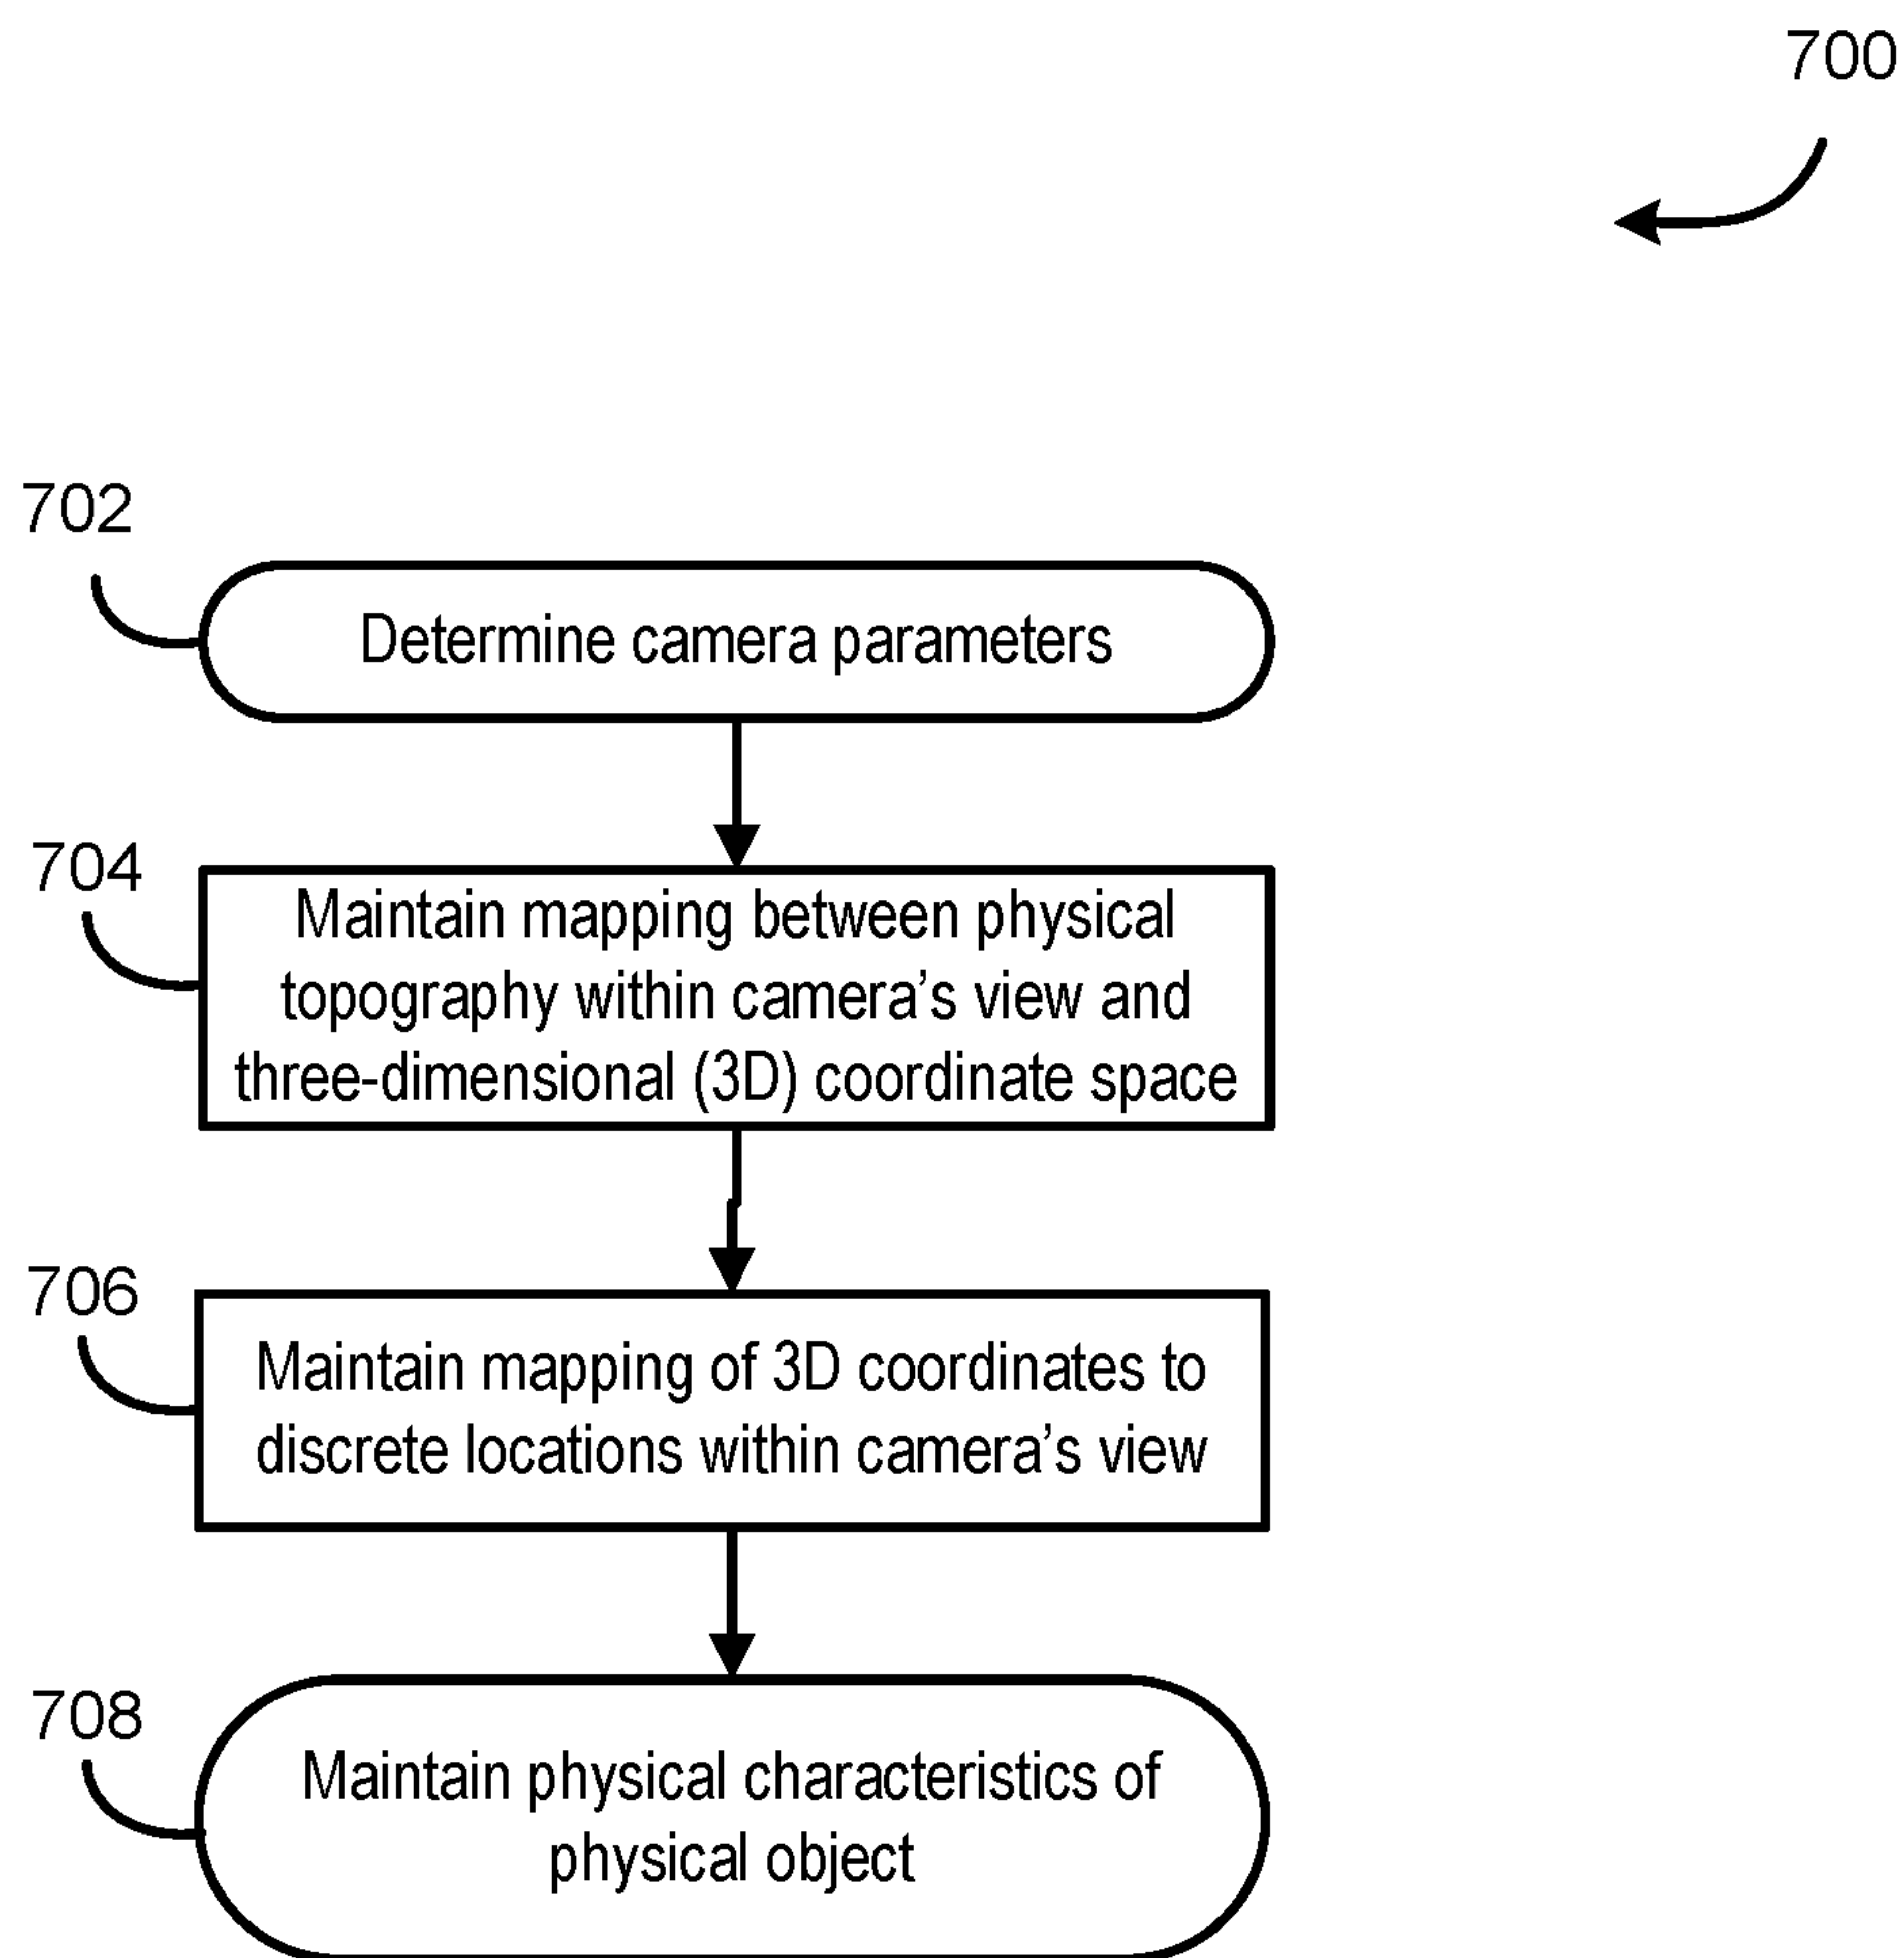 700
702
Determine camera parameters
704
Maintain mapping between physical
topography within camera’s view and
three-dimensional (3D) coordinate space
706
Maintain mapping of 3D coordinates to
discrete locations within camera’s view
708
Maintain physical characteristics of
physical object